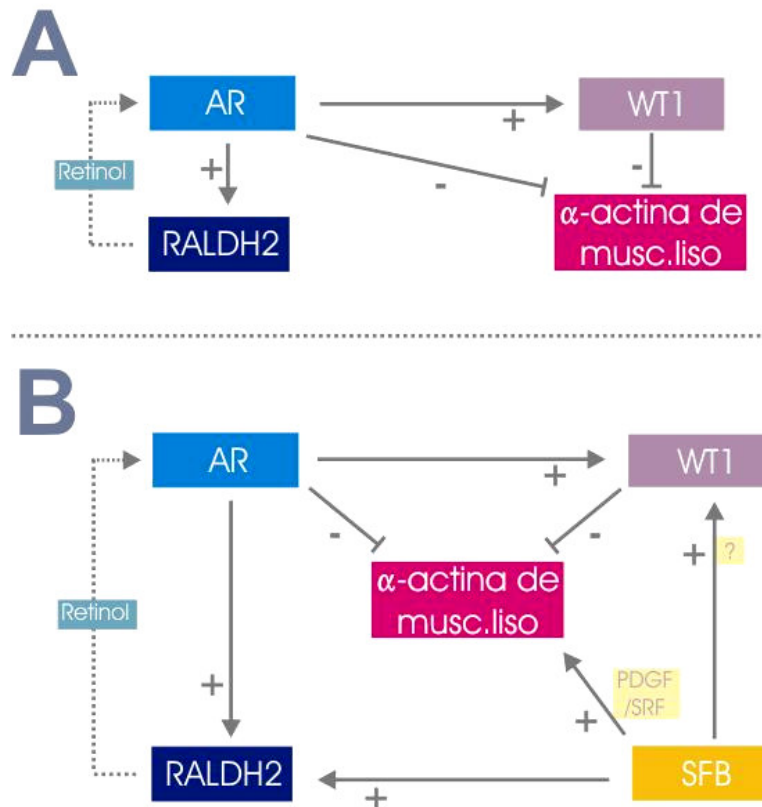 A
AR
+
WT1
+
-
-
Retinol
RALDH2
α-actina de
musc.liso
B
AR
+
WT1
-
-
+
?
α-actina de
musc.liso
Retinol
PDGF
/SRF
+
+
RALDH2
+
SFB